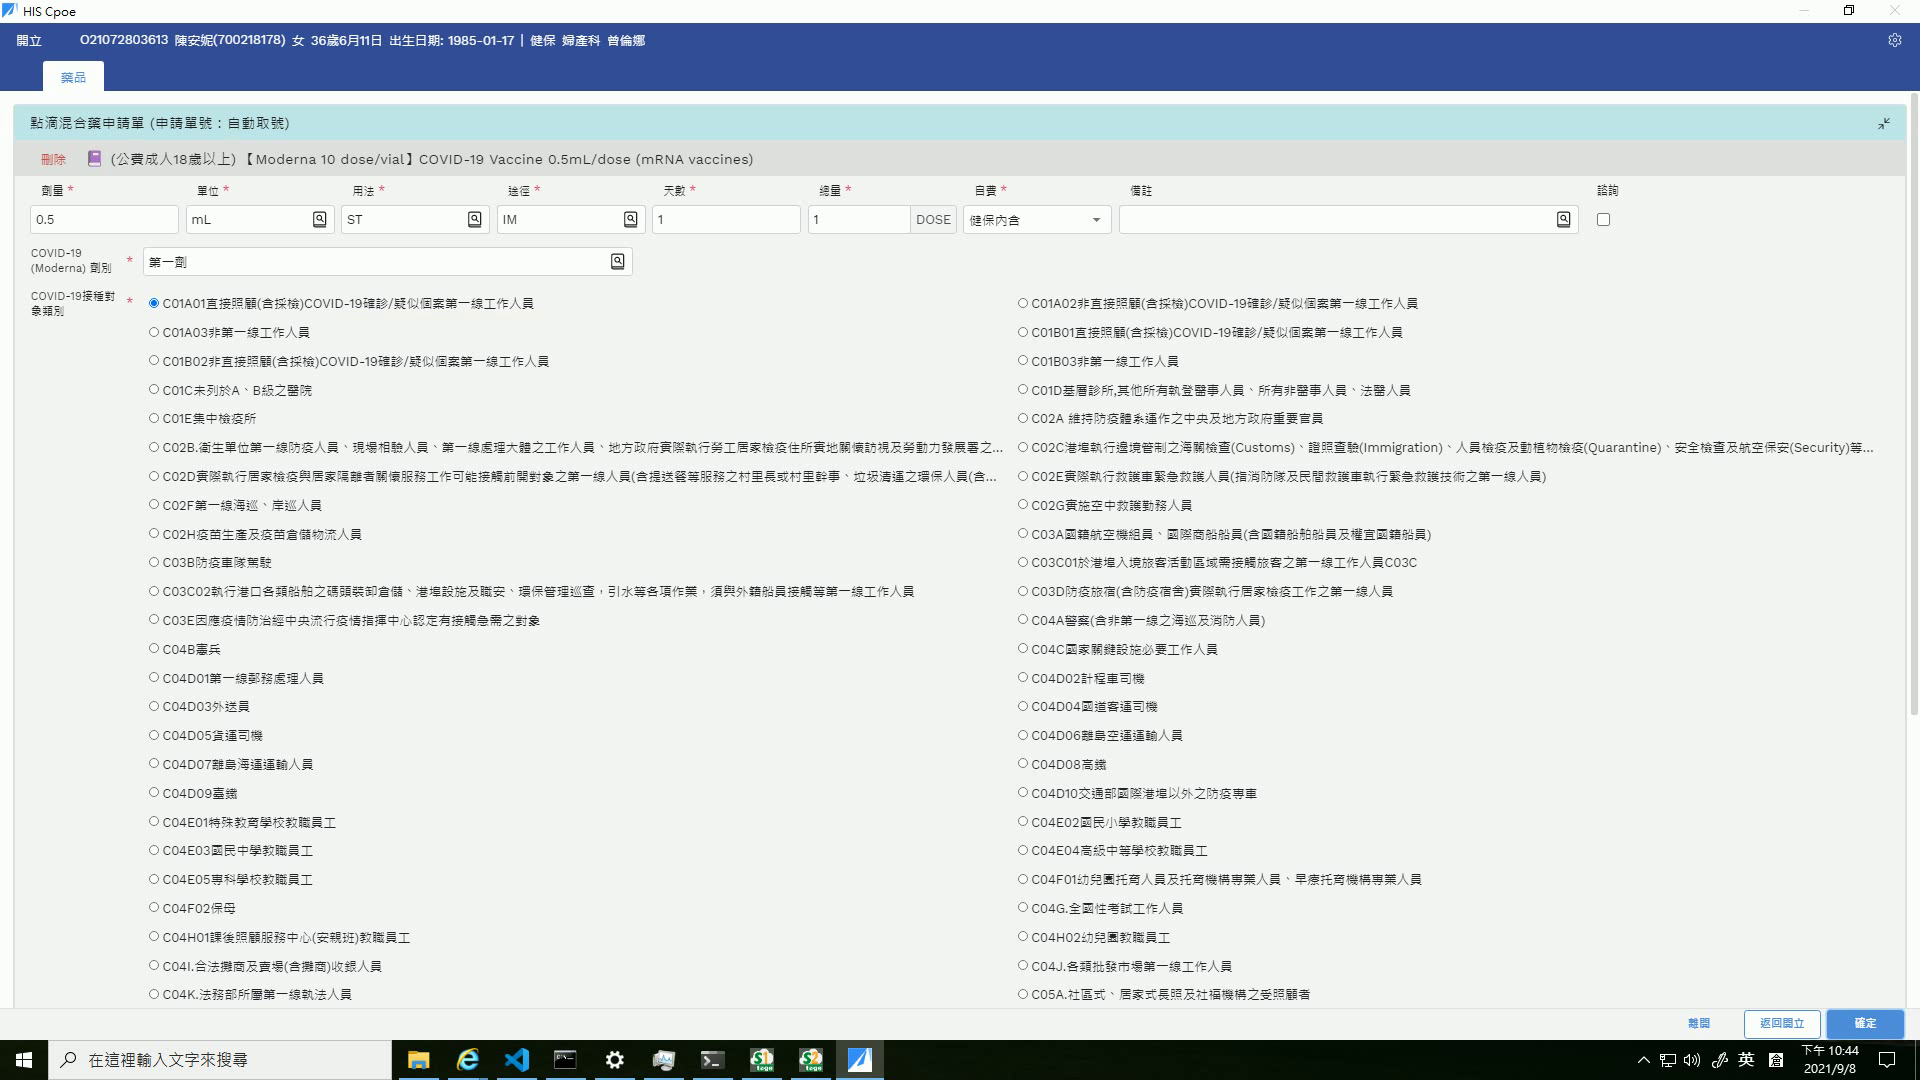 HIS Cpoe
開立 O21072803613 陳安妮(700218178) 女 36歲6月11日 出生日期: 1985-01-17 | 健保 婦產科 曾倫娜
藥品
點滴混合藥申請單 (申請單號：自動取號)
刪除 (公費成人18歲以上) 【Moderna 10 dose/vial】COVID-19 Vaccine 0.5mL/dose (mRNA vaccines)
劑量 * 單位 * 用法 * 途徑 * 天數 * 總量 * 自費 * 備註 諮詢
0.5 mL ST IM 1 1 DOSE 健保內含
COVID-19 (Moderna) 劑別 * 第一劑
COVID-19接種對象類別 *
C01A01直接照顧(含採檢)COVID-19確診/疑似個案第一線工作人員 C01A02非直接照顧(含採檢)COVID-19確診/疑似個案第一線工作人員
C01A03非第一線工作人員 C01B01直接照顧(含採檢)COVID-19確診/疑似個案第一線工作人員
C01B02非直接照顧(含採檢)COVID-19確診/疑似個案第一線工作人員 C01B03非第一線工作人員
C01C未列於A、B級之醫院 C01D基層診所,其他所有執登醫事人員、所有非醫事人員、法醫人員
C01E集中檢疫所 C02A 維持防疫體系運作之中央及地方政府重要官員
C02B.衛生單位第一線防疫人員、現場相驗人員、第一線處理大體之工作人員、地方政府實際執行勞工居家檢疫住所實地關懷訪視及勞動力發展署之... C02C港埠執行邊境管制之海關檢查(Customs)、證照查驗(Immigration)、人員檢疫及動植物檢疫(Quarantine)、安全檢查及航空保安(Security)等...
C02D實際執行居家檢疫與居家隔離者關懷服務工作可能接觸前開對象之第一線人員(含提送餐等服務之村里長或村里幹事、垃圾清運之環保人員(含... C02E實際執行救護車緊急救護人員(指消防隊及民間救護車執行緊急救護技術之第一線人員)
C02F第一線海巡、岸巡人員 C02G實施空中救護勤務人員
C02H疫苗生產及疫苗倉儲物流人員 C03A國籍航空機組員、國際商船船員(含國籍船舶船員及權宜國籍船員)
C03B防疫車隊駕駛 C03C01於港埠入境旅客活動區域需接觸旅客之第一線工作人員C03C
C03C02執行港口各類船舶之碼頭裝卸倉儲、港埠設施及職安、環保管理巡查，引水等各項作業，須與外籍船員接觸等第一線工作人員 C03D防疫旅宿(含防疫宿舍)實際執行居家檢疫工作之第一線人員
C03E因應疫情防治經中央流行疫情指揮中心認定有接觸急需之對象 C04A警察(含非第一線之海巡及消防人員)
C04B憲兵 C04C國家關鍵設施必要工作人員
C04D01第一線郵務處理人員 C04D02計程車司機
C04D03外送員 C04D04國道客運司機
C04D05貨運司機 C04D06離島空運運輸人員
C04D07離島海運運輸人員 C04D08高鐵
C04D09臺鐵 C04D10交通部國際港埠以外之防疫專車
C04E01特殊教育學校教職員工 C04E02國民小學教職員工
C04E03國民中學教職員工 C04E04高級中等學校教職員工
C04E05專科學校教職員工 C04F01幼兒園托育人員及托育機構專業人員、早療托育機構專業人員
C04F02保母 C04G.全國性考試工作人員
C04H01課後照顧服務中心(安親班)教職員工 C04H02幼兒園教職員工
C04I.合法攤商及賣場(含攤商)收銀人員 C04J.各類批發市場第一線工作人員
C04K.法務部所屬第一線執法人員 C05A.社區式、居家式長照及社福機構之受照顧者
離開 返回開立 確定
在這裡輸入文字來搜尋 英 下午 10:44
2021/9/8